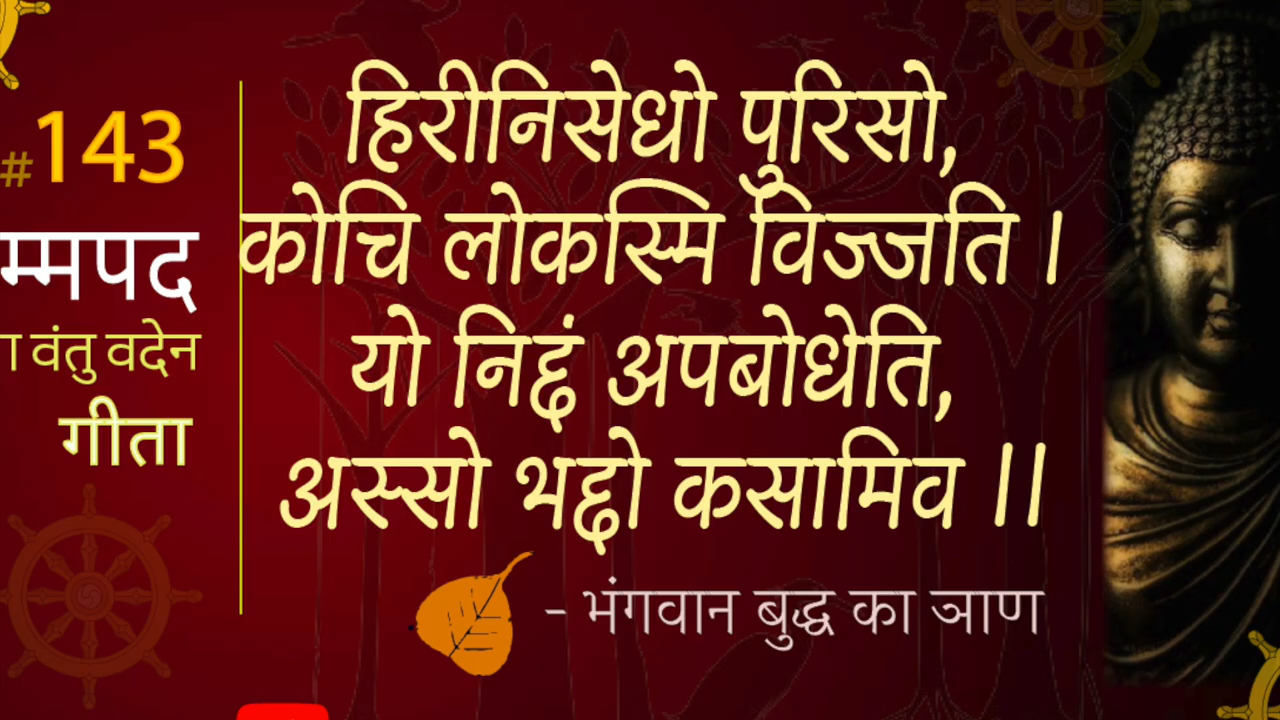 #143
म्मपद
ा वंतु वदेन
गीता
हिरीनिसेधो पुरिसो,
कोचि लोकस्मि विज्जति ।
यो निद्दं अपबोधेति,
अस्सो भद्दो कसामिव ।।
- भंगवान बुद्ध का ञाण